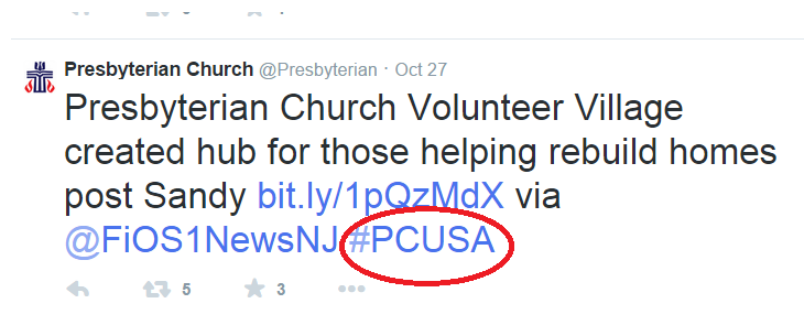 Presbyterian Church @Presbyterian · Oct 27
Presbyterian Church Volunteer Village
created hub for those helping rebuild homes
post Sandy bit.ly/1pQzMdX via
@FiOS1NewsNJ #PCUSA
5 3